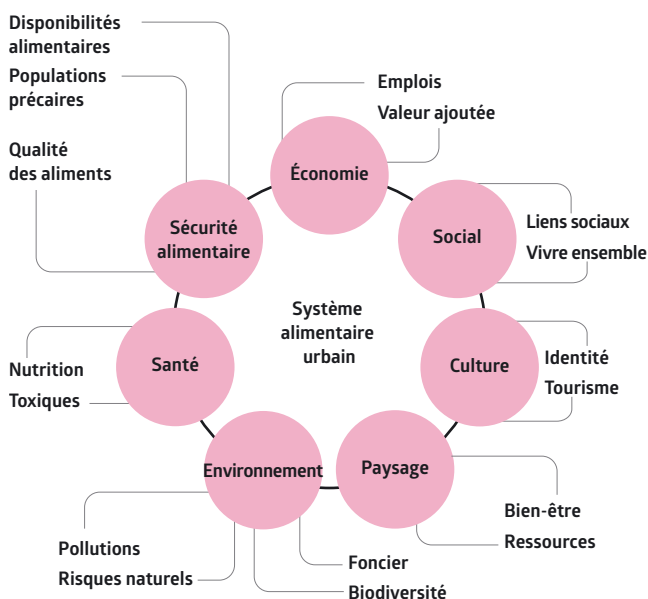 Disponibilités
alimentaires
Populations
précaires
Qualité
des aliments
Emplois
Valeur ajoutée
Économie
Sécurité
alimentaire
Social
Liens sociaux
Vivre ensemble
Système
alimentaire
urbain
Santé
Nutrition
Toxiques
Culture
Identité
Tourisme
Environnement
Paysage
Bien-être
Ressources
Pollutions
Risques naturels
Foncier
Biodiversité